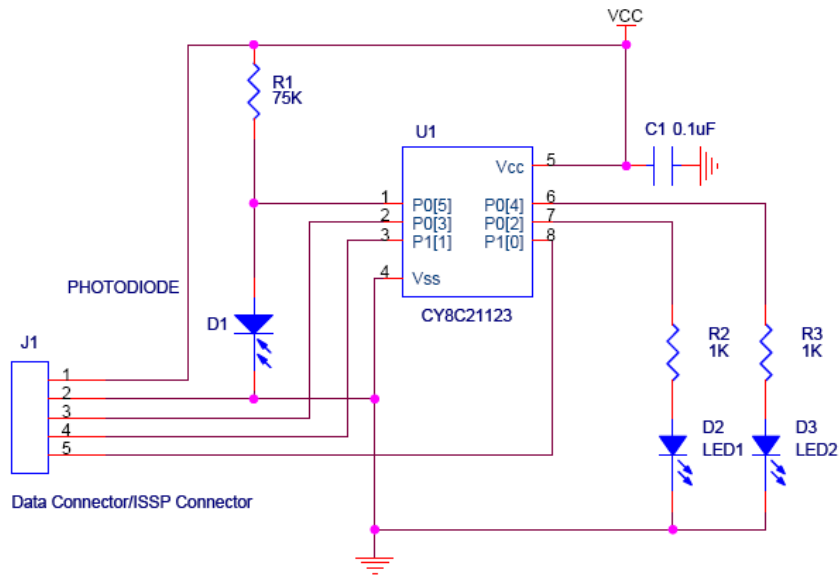 VCC
R1
75K
U1
C1 0.1uF
Vcc
5
1
P0[5]
P0[4]
6
2
P0[3]
P0[2]
7
3
P1[1]
P1[0]
8
4
Vss
PHOTODIODE
CY8C21123
D1
J1
R2
1K
R3
1K
1
2
3
4
5
D2
LED1
D3
LED2
Data Connector/ISSP Connector